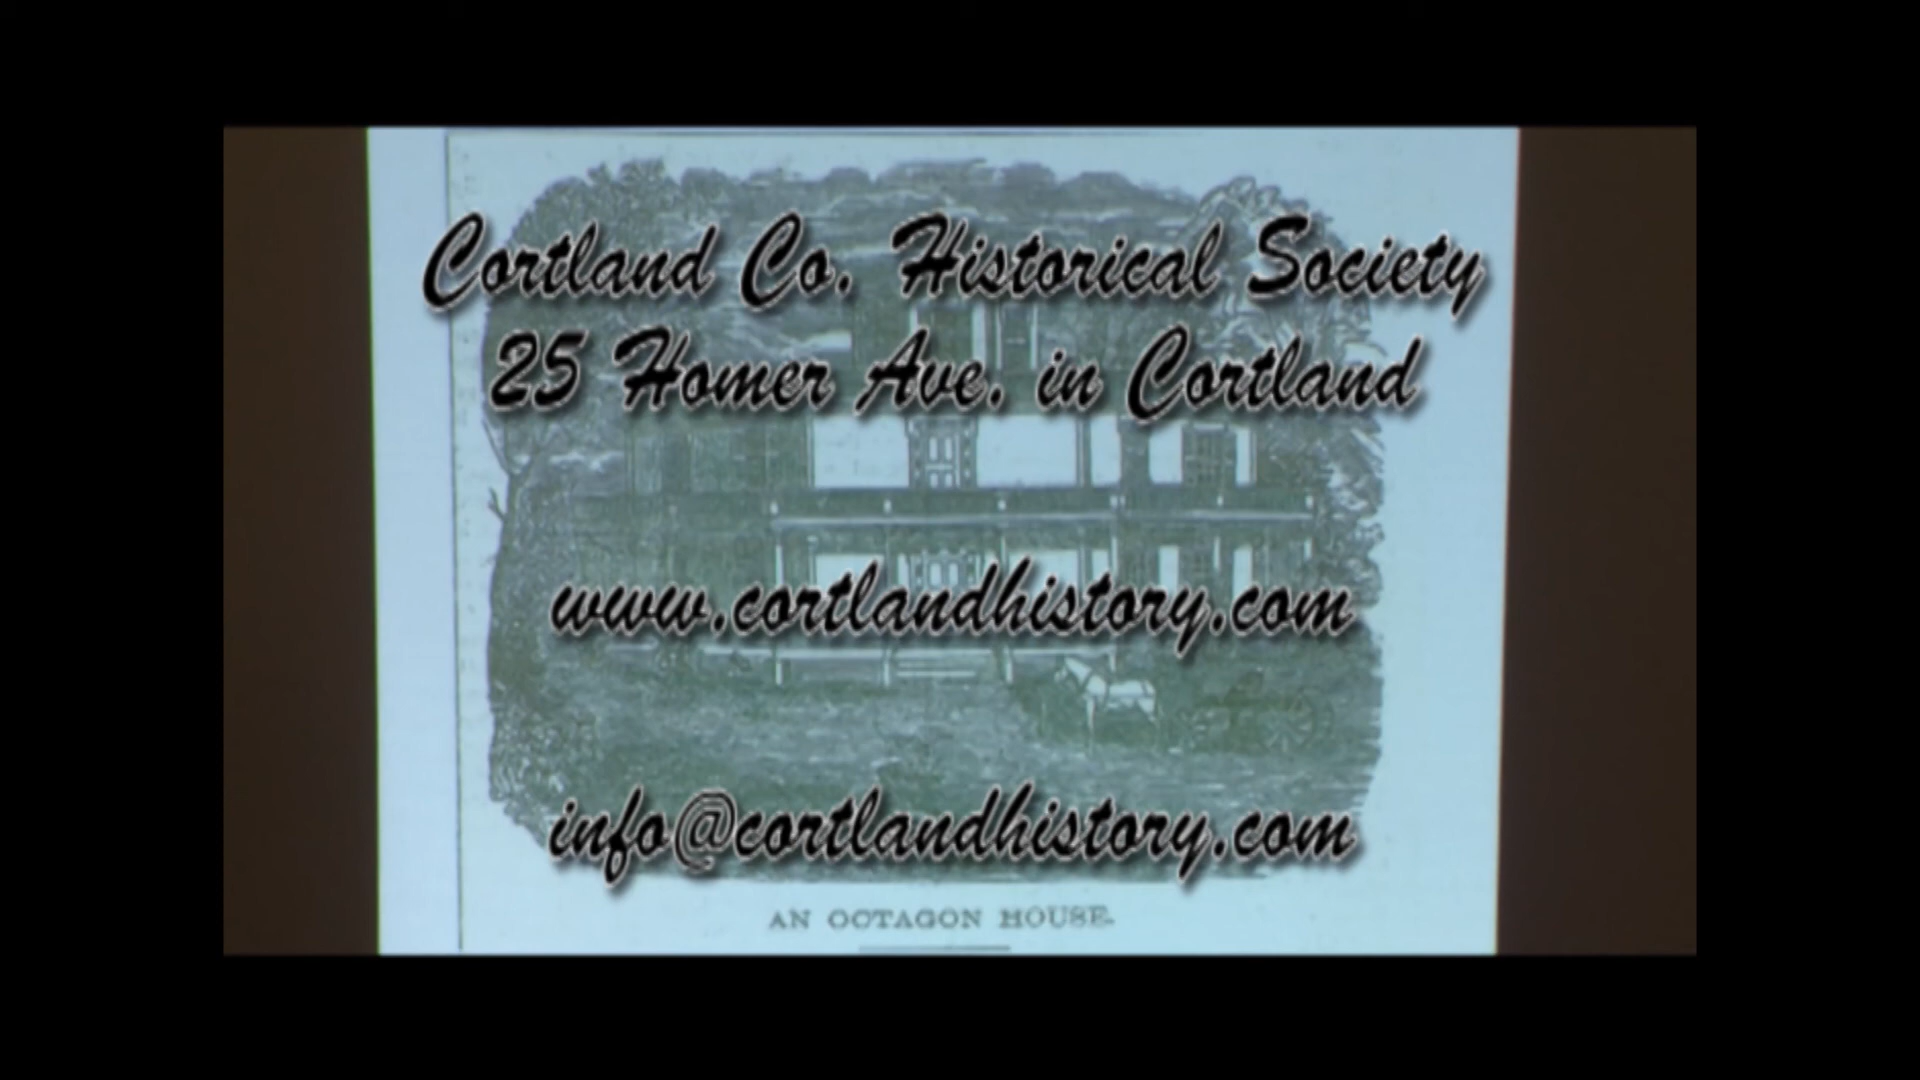 Cortland Co. Historical Society
25 Homer Ave. in Cortland
www.cortlandhistory.com
info@cortlandhistory.com
AN OCTAGON HOUSE.